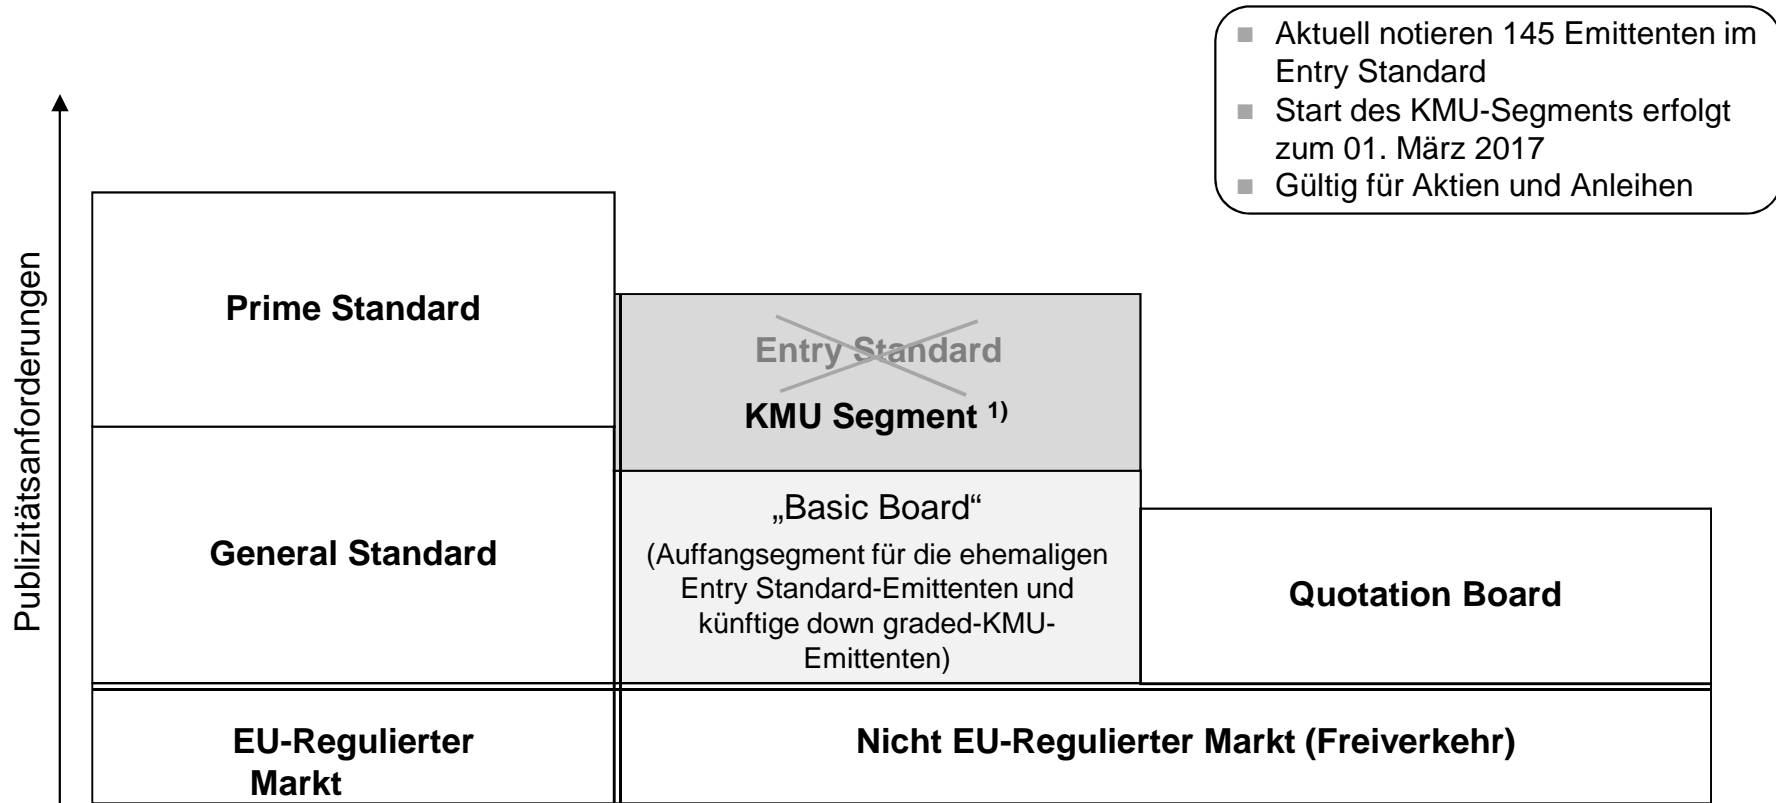 Aktuell notieren 145 Emittenten im
Entry Standard
Start des KMU-Segments erfolgt
zum 01. März 2017
Gültig für Aktien und Anleihen
Publizitätsanforderungen
Prime Standard
Entry Standard
KMU Segment 1)
General Standard
„Basic Board“
(Auffangsegment für die ehemaligen
Entry Standard-Emittenten und
künftige down graded-KMU-
Emittenten)
Quotation Board
EU-Regulierter
Markt
Nicht EU-Regulierter Markt (Freiverkehr)